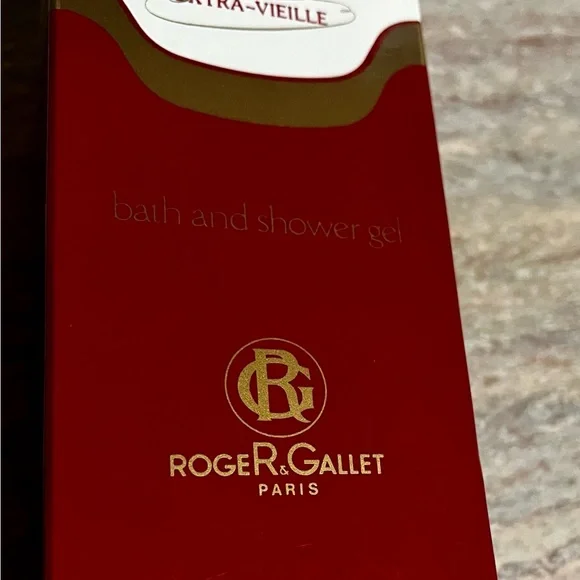 XTRA-VIEILLE
bath and shower gel
RG
ROGER & GALLET
PARIS